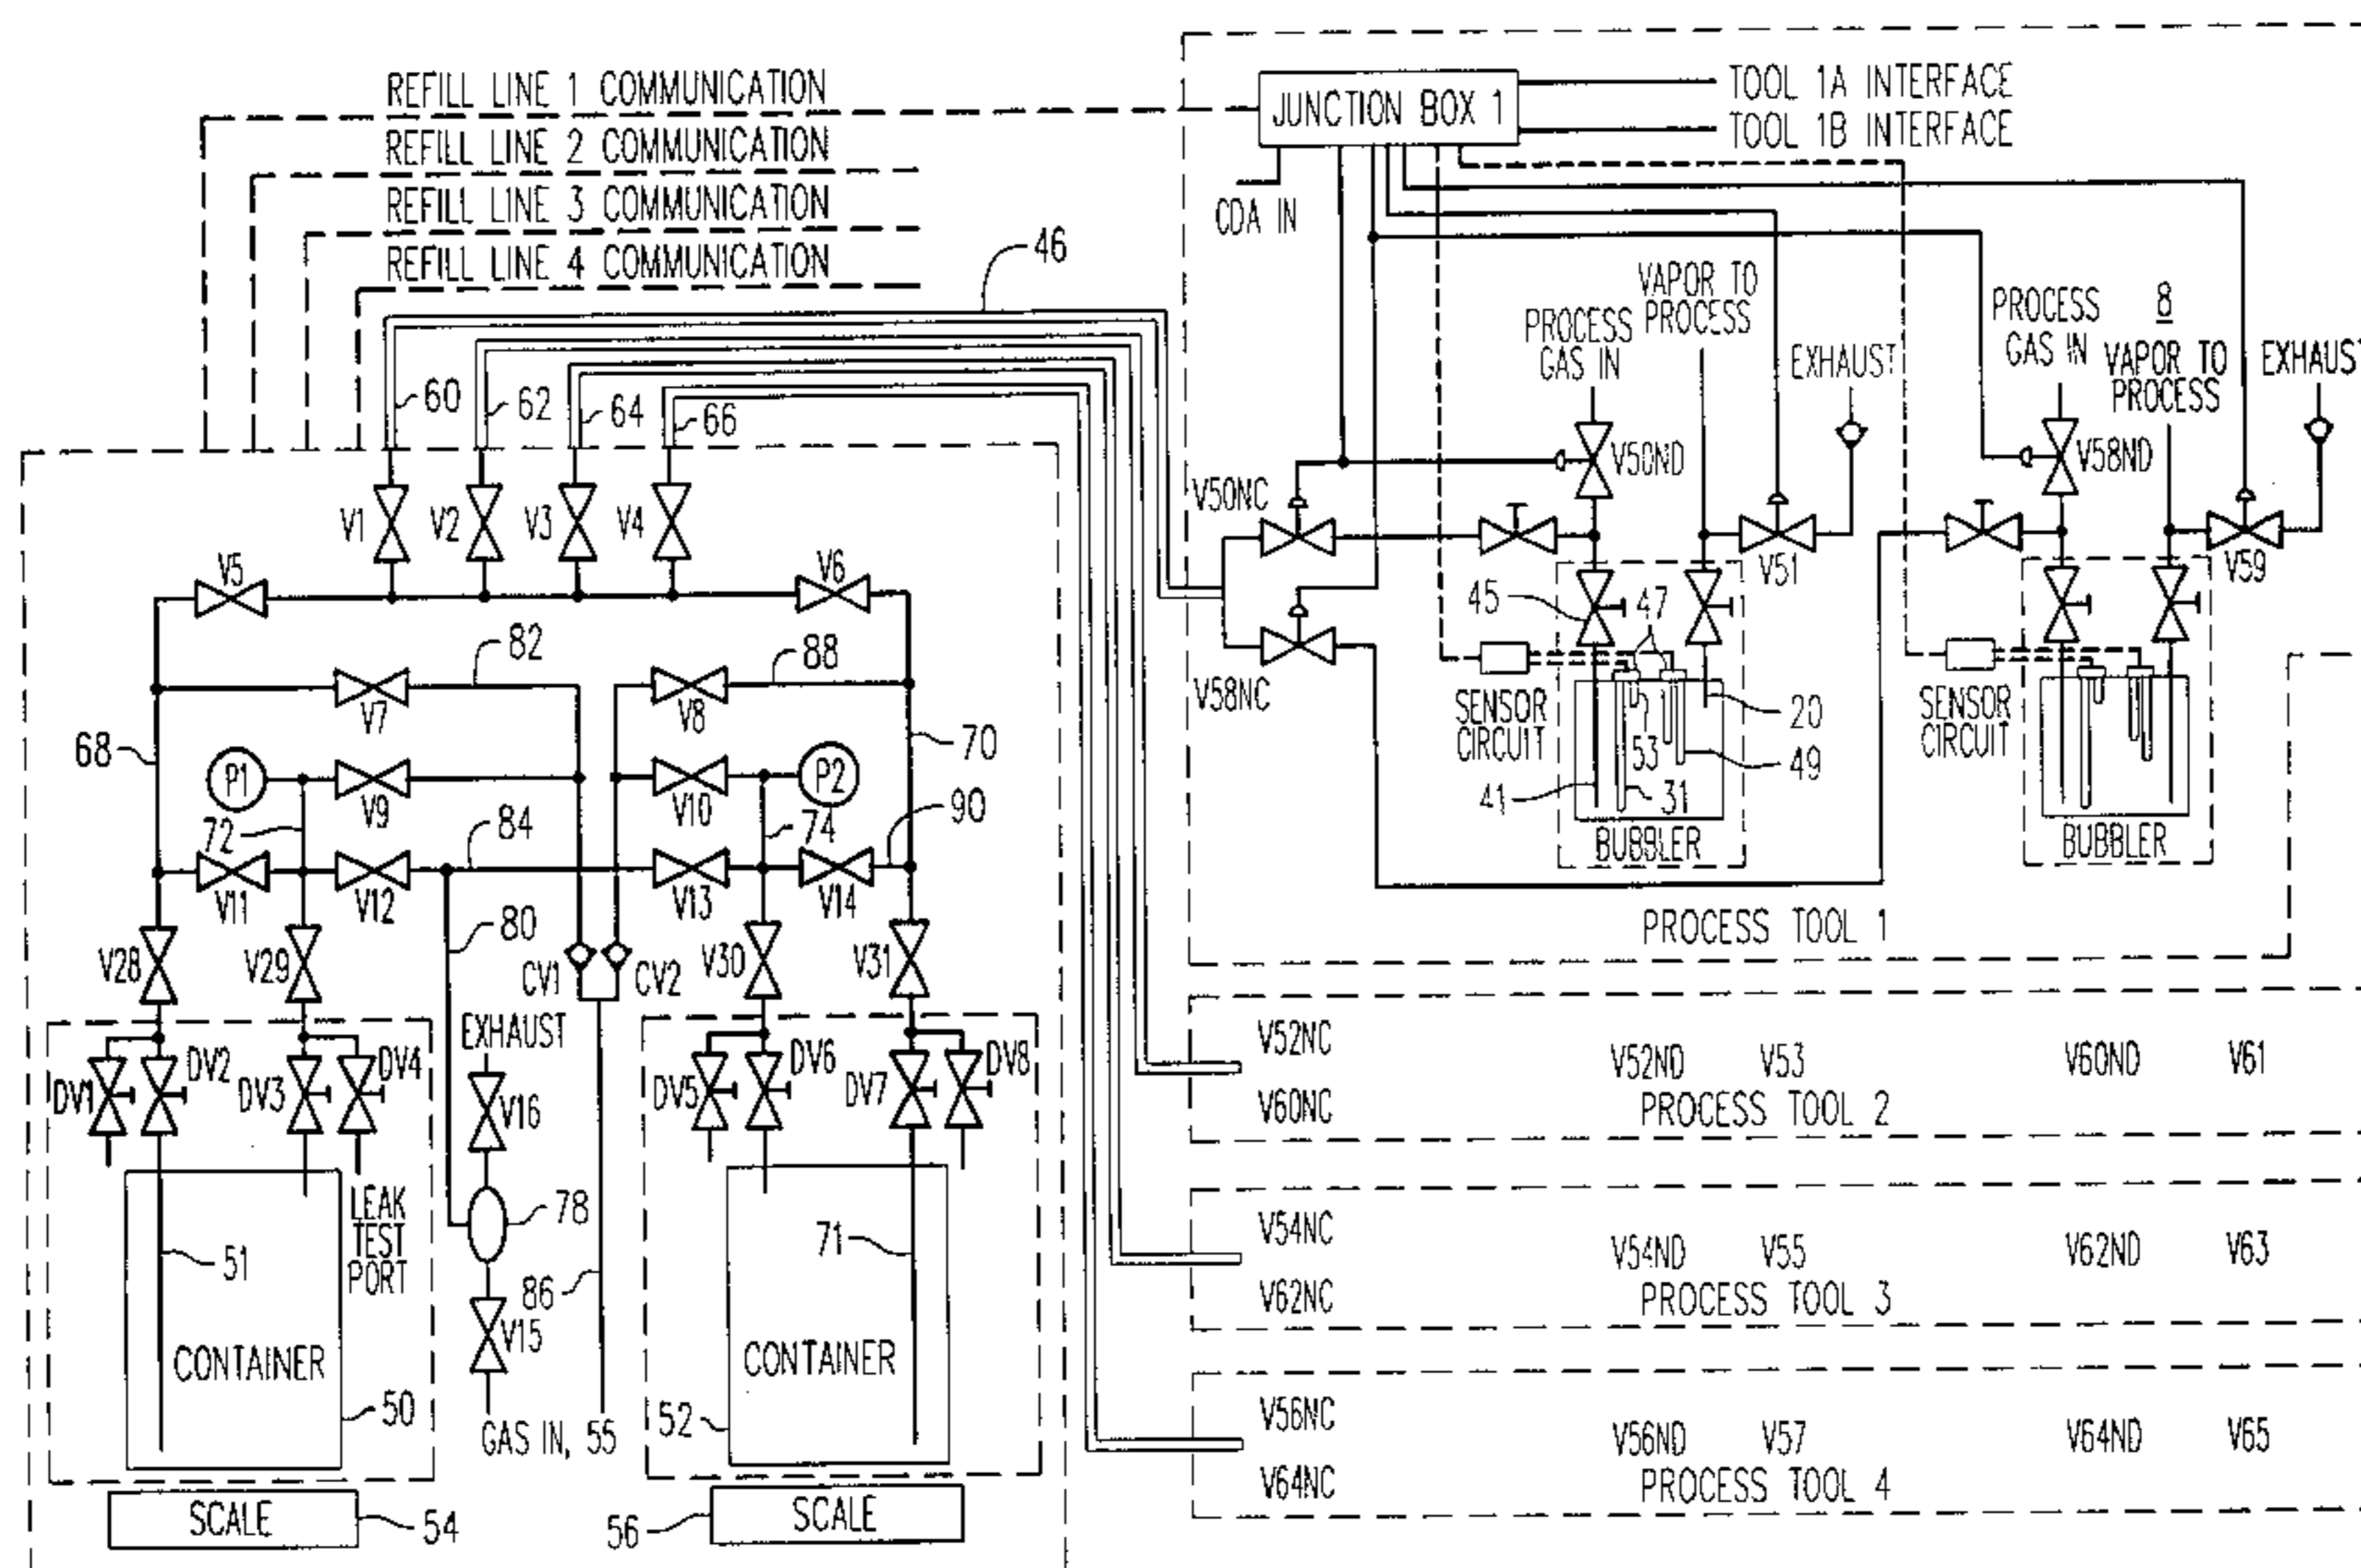 REFILL LINE 1 COMMUNICATION
REFILL LINE 2 COMMUNICATION
REFILL LINE 3 COMMUNICATION
REFILL LINE 4 COMMUNICATION
JUNCTION BOX 1
TOOL 1A INTERFACE
TOOL 1B INTERFACE
CDA IN
46
60
62
64
66
V1
V2
V3
V4
V5
V6
82
88
V7
V8
68
70
P1
V9
V10
P2
72
84
74
90
V11
V12
V13
V14
80
V28
V29
CV1
CV2
V30
V31
EXHAUST
DV1
DV2
DV3
DV4
V16
DV5
DV6
DV7
DV8
LEAK
TEST
PORT
78
51
71
86
V15
CONTAINER
CONTAINER
50
52
GAS IN, 55
SCALE
54
56
SCALE
PROCESS
GAS IN
VAPOR TO
PROCESS
EXHAUST
PROCESS
GAS IN
8
VAPOR TO
PROCESS
EXHAUST
V50NC
V50ND
V58ND
V51
V59
45
47
V58NC
SENSOR
CIRCUIT
20
53
49
41
31
BUBBLER
SENSOR
CIRCUIT
BUBBLER
PROCESS TOOL 1
V52NC
V60NC
V52ND
V53
V60ND
V61
PROCESS TOOL 2
V54NC
V62NC
V54ND
V55
V62ND
V63
PROCESS TOOL 3
V56NC
V64NC
V56ND
V57
V64ND
V65
PROCESS TOOL 4